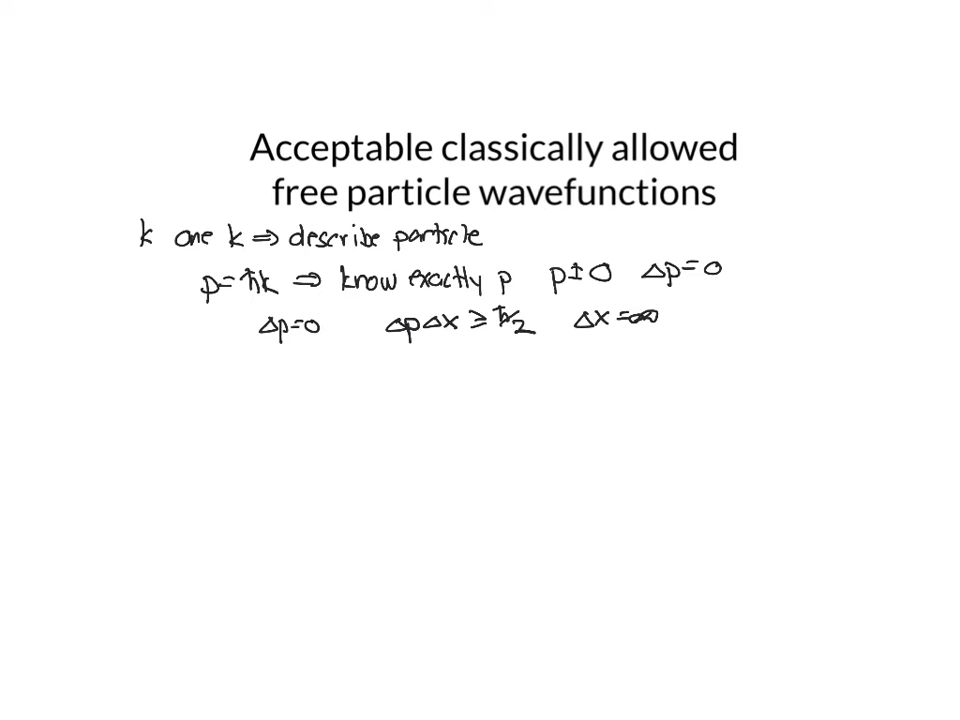 Acceptable classically allowed
free particle wavefunctions
k one k ⇒ describe particle
p=ħk ⇒ know exactly p p±0 Δp=0
Δp=0 ΔpΔx ≥ ħ/2 Δx=∞